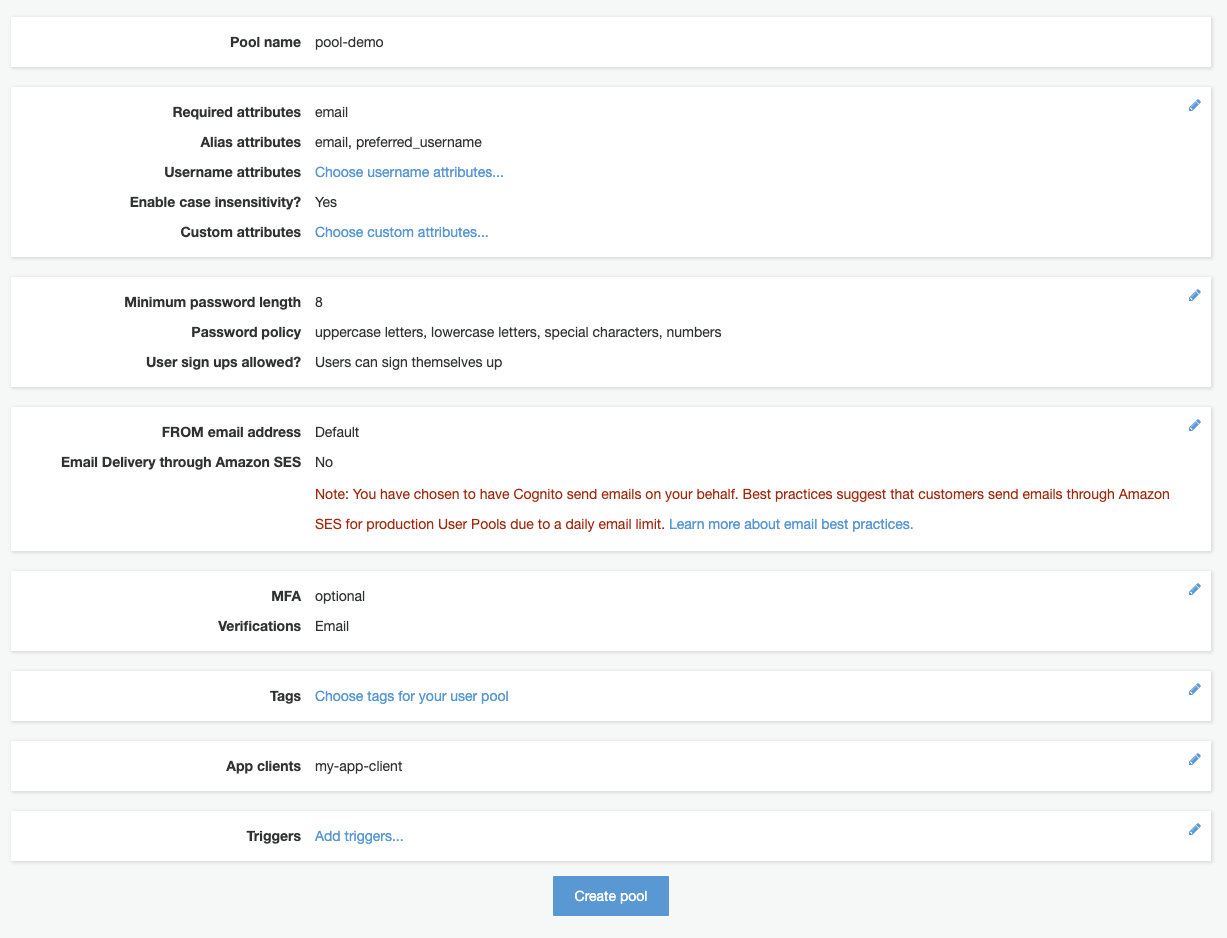 Pool name pool-demo
Required attributes email
Alias attributes email, preferred_username
Username attributes Choose username attributes...
Enable case insensitivity? Yes
Custom attributes Choose custom attributes...
Minimum password length 8
Password policy uppercase letters, lowercase letters, special characters, numbers
User sign ups allowed? Users can sign themselves up
FROM email address Default
Email Delivery through Amazon SES No
Note: You have chosen to have Cognito send emails on your behalf. Best practices suggest that customers send emails through Amazon
SES for production User Pools due to a daily email limit. Learn more about email best practices.
MFA optional
Verifications Email
Tags Choose tags for your user pool
App clients my-app-client
Triggers Add triggers...
Create pool